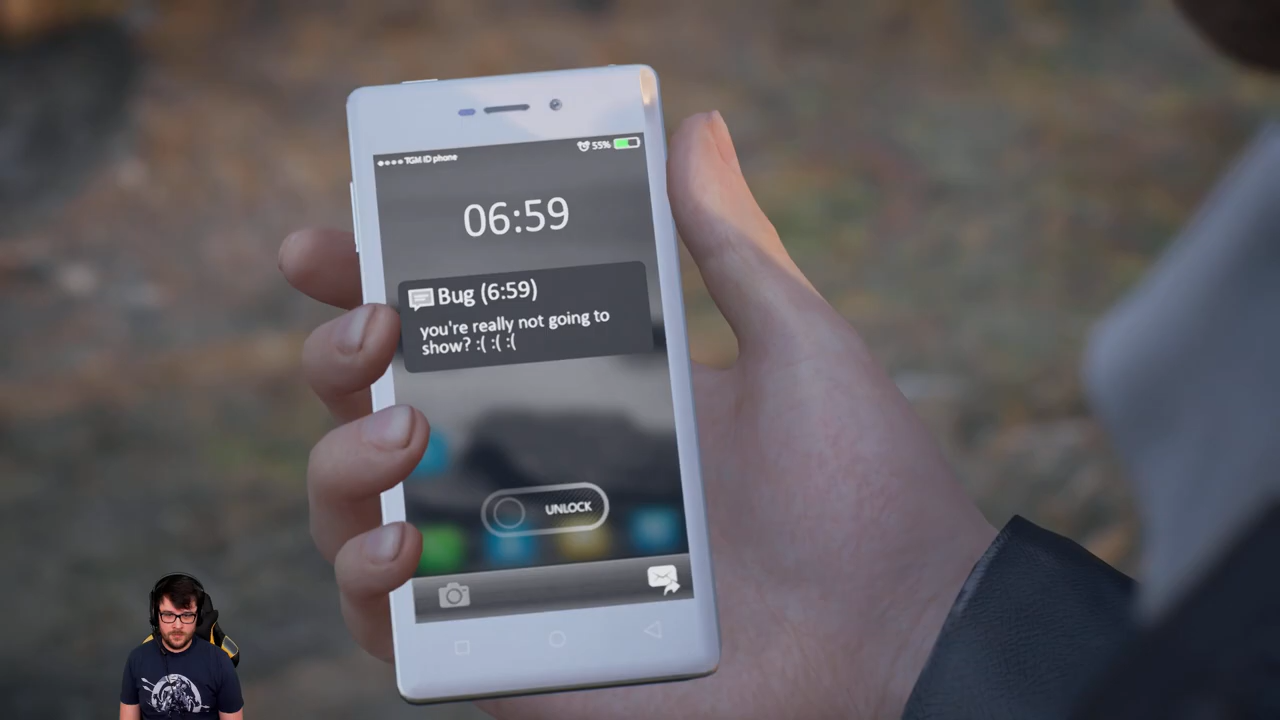 TGM ID phone
55%
06:59
Bug (6:59)
you're really not going to
show? :( :( :(
UNLOCK